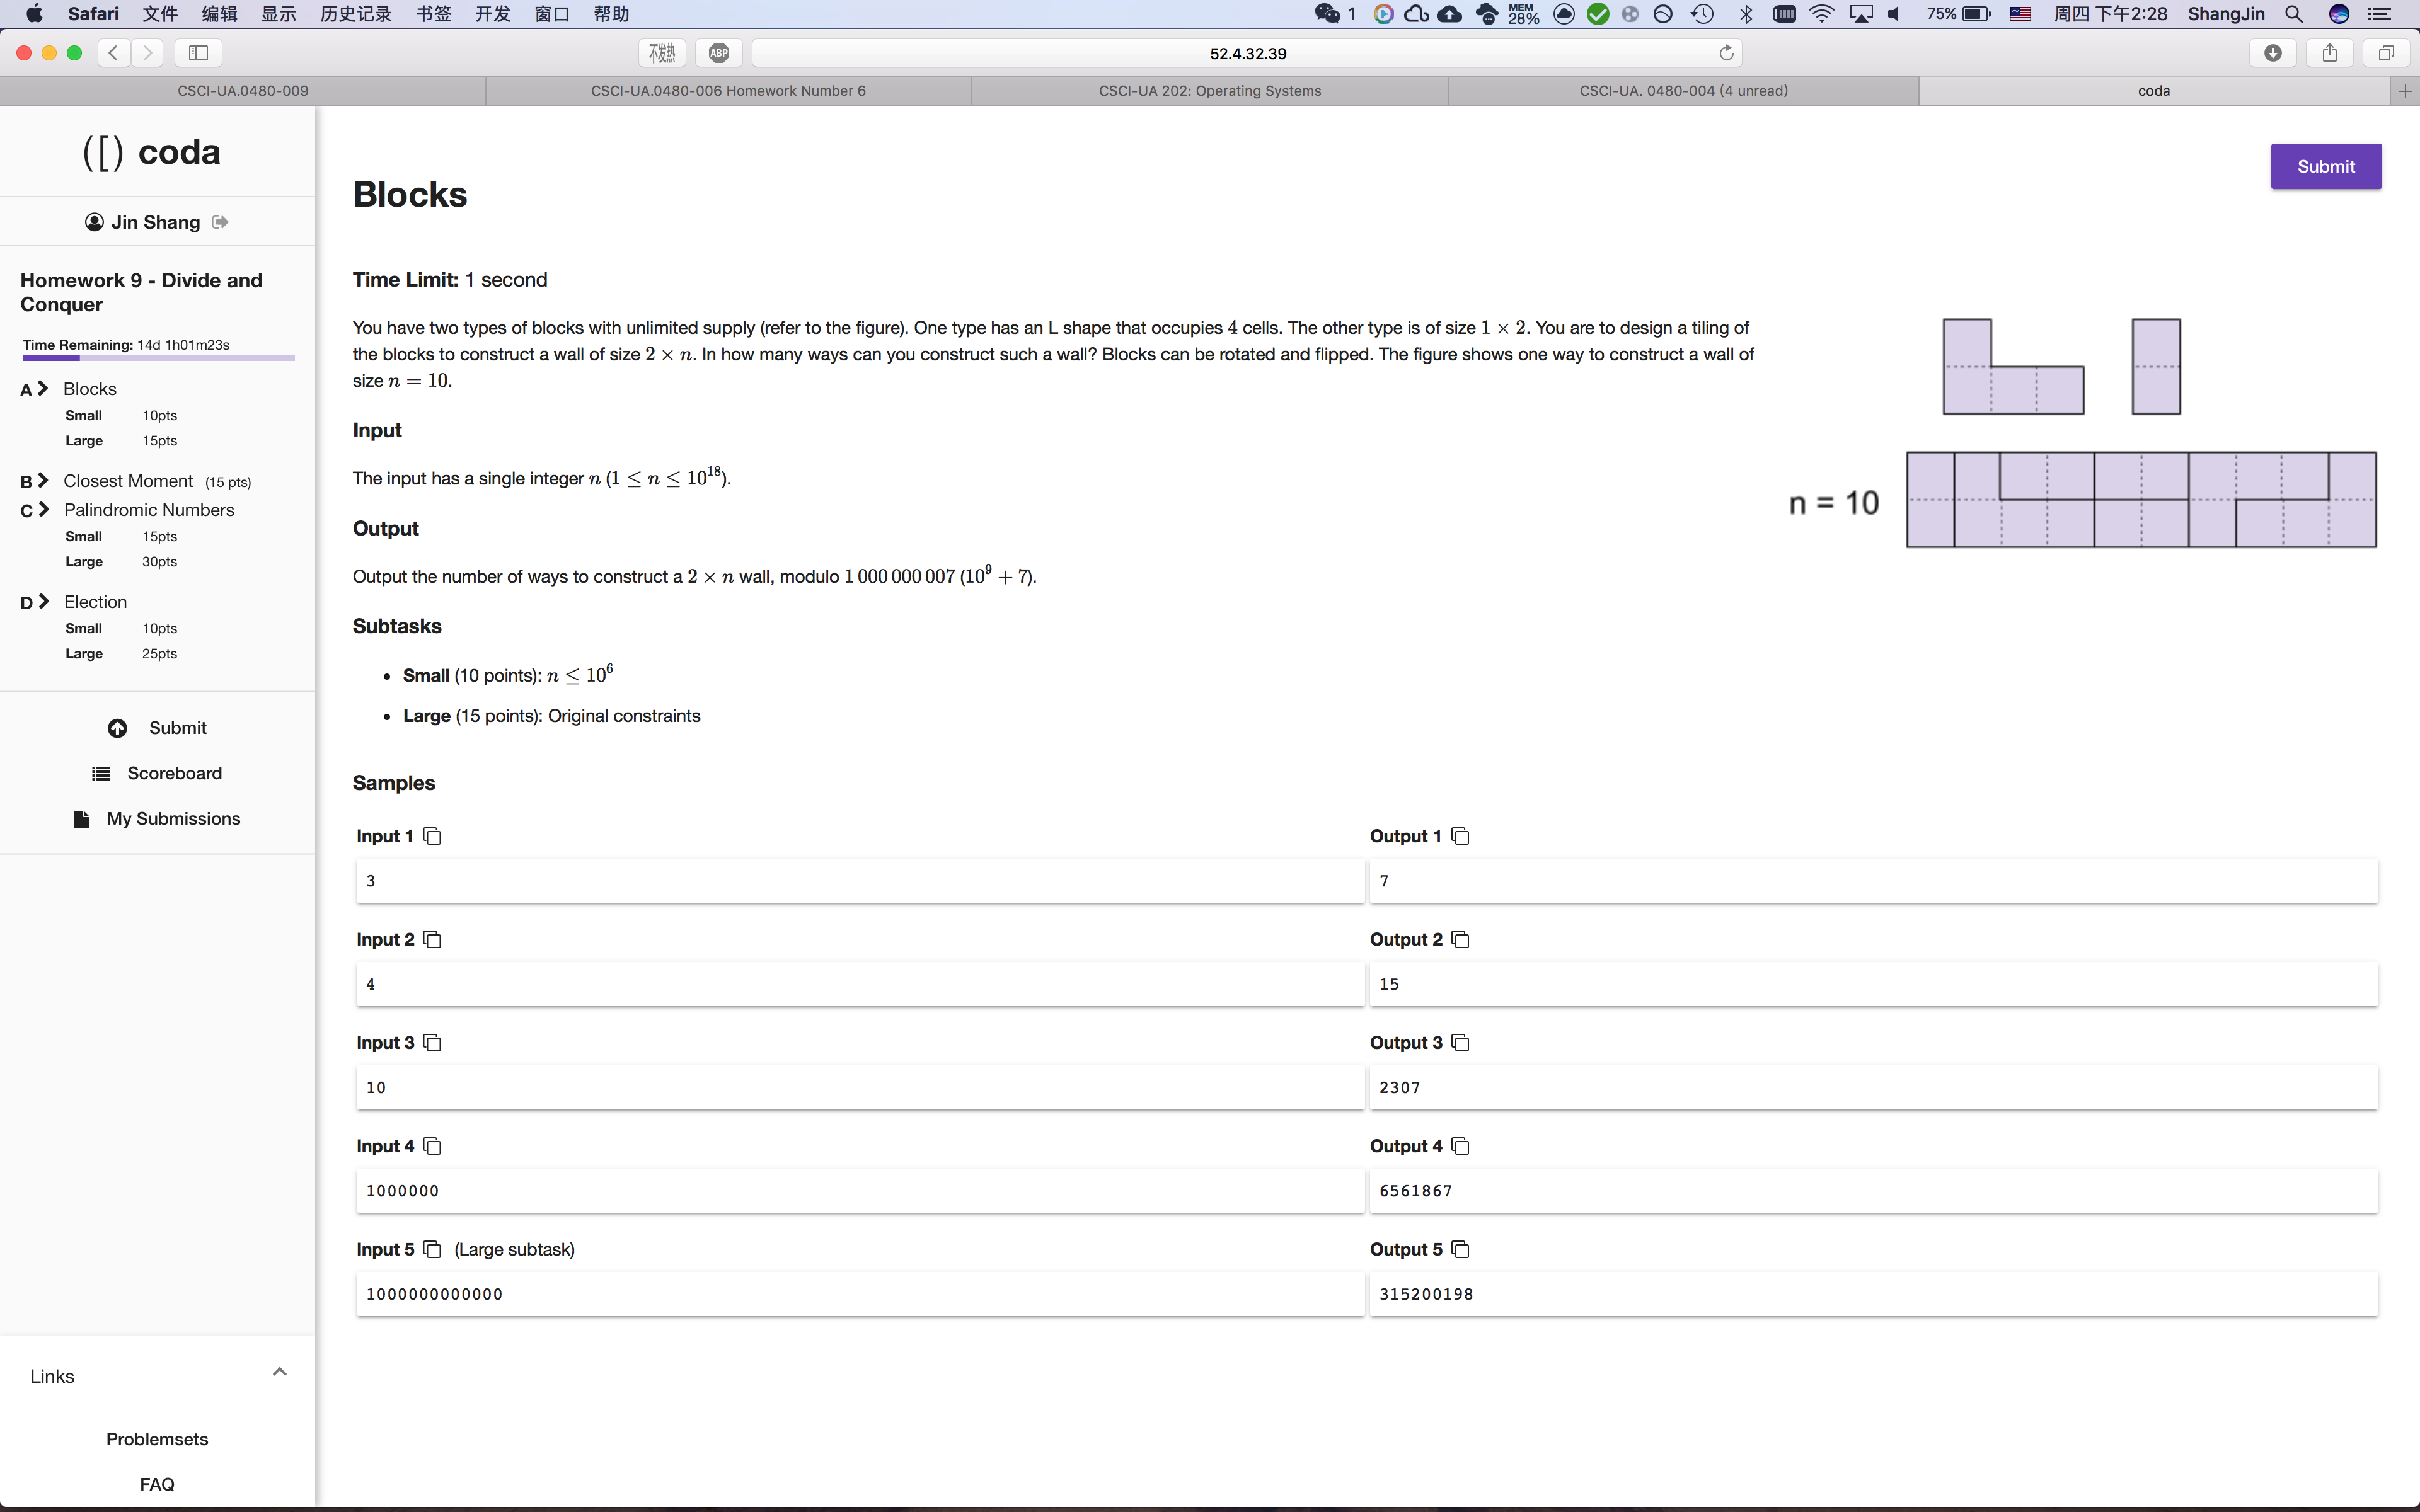 Safari 文件 编辑 显示 历史记录 书签 开发 窗口 帮助 1 MEM 28% 75% 周四 下午2:28 ShangJin
不发热 ABP 52.4.32.39
CSCI-UA.0480-009 CSCI-UA.0480-006 Homework Number 6 CSCI-UA 202: Operating Systems CSCI-UA. 0480-004 (4 unread) coda
([) coda
Jin Shang
Homework 9 - Divide and
Conquer
Time Remaining: 14d 1h01m23s
A Blocks
Small 10pts
Large 15pts
B Closest Moment (15 pts)
C Palindromic Numbers
Small 15pts
Large 30pts
D Election
Small 10pts
Large 25pts
Submit
Scoreboard
My Submissions
Links
Problemsets
FAQ
Submit
Blocks
Time Limit: 1 second
You have two types of blocks with unlimited supply (refer to the figure). One type has an L shape that occupies 4 cells. The other type is of size 1 × 2. You are to design a tiling of
the blocks to construct a wall of size 2 × n. In how many ways can you construct such a wall? Blocks can be rotated and flipped. The figure shows one way to construct a wall of
size n = 10.
n = 10
Input
The input has a single integer n (1 ≤ n ≤ 10^18).
Output
Output the number of ways to construct a 2 × n wall, modulo 1 000 000 007 (10^9 + 7).
Subtasks
• Small (10 points): n ≤ 10^6
• Large (15 points): Original constraints
Samples
Input 1 Output 1
3 7
Input 2 Output 2
4 15
Input 3 Output 3
10 2307
Input 4 Output 4
1000000 6561867
Input 5 (Large subtask) Output 5
1000000000000 315200198